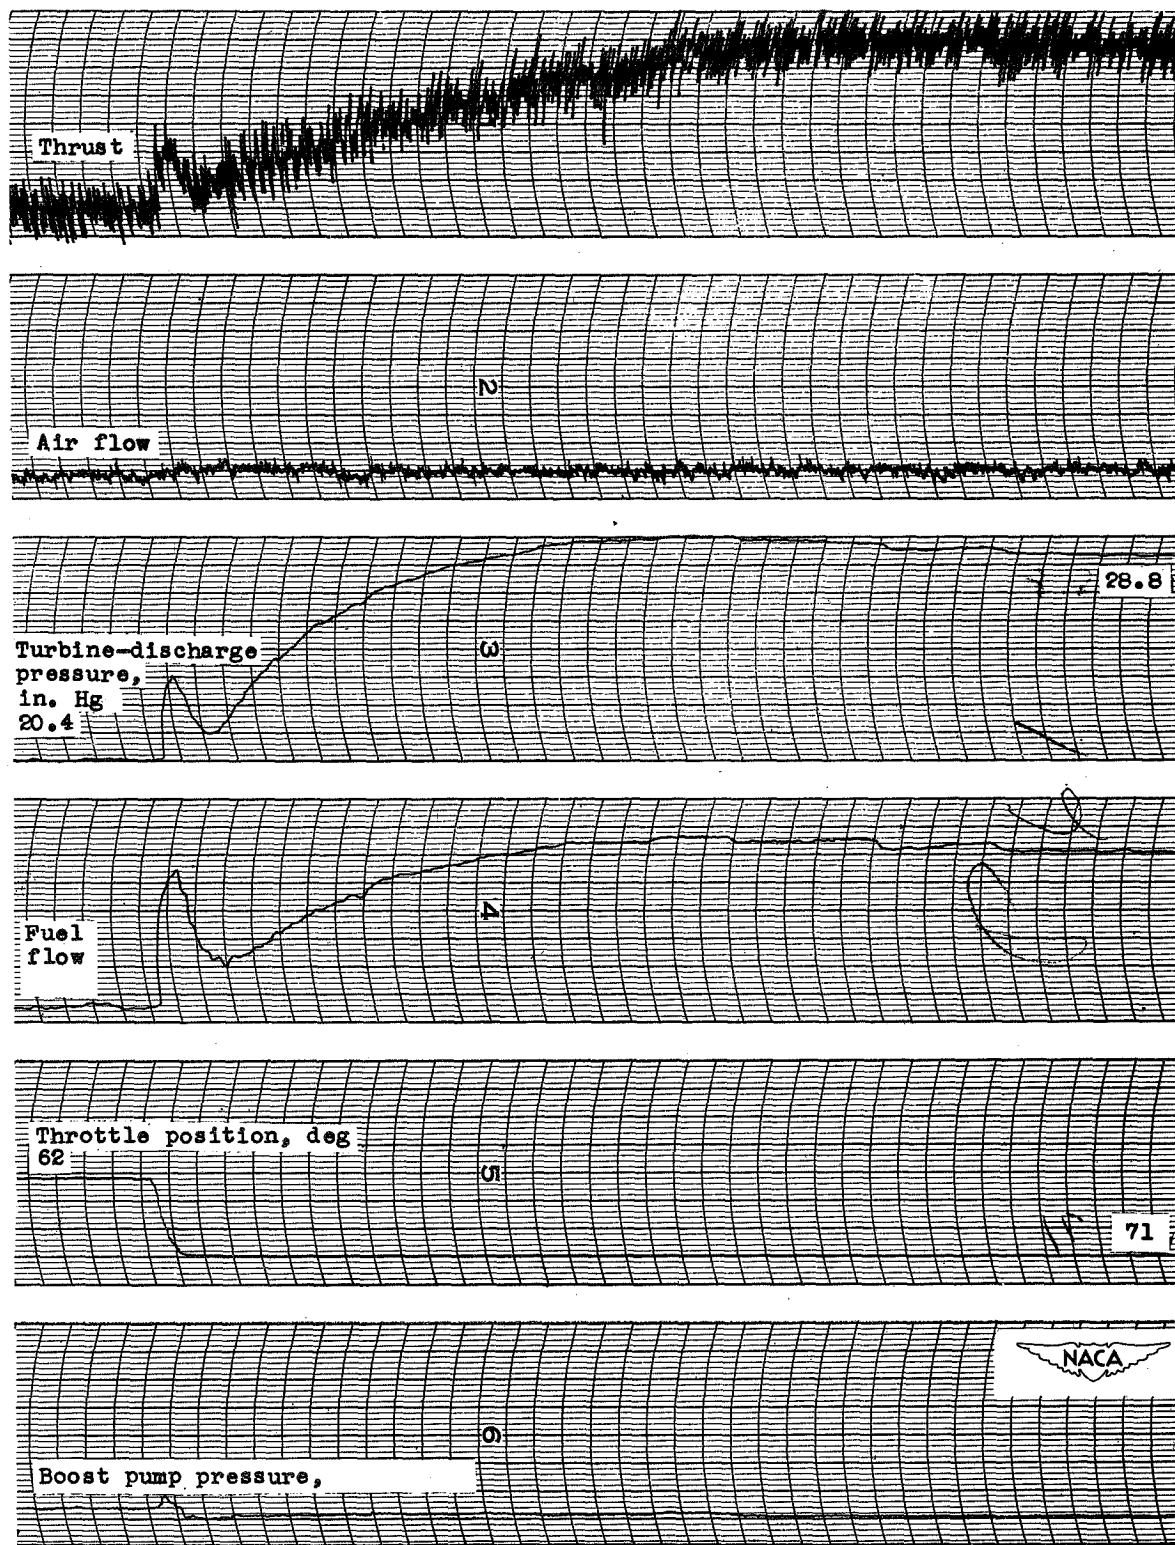 Thrust
2
Air flow
28.8
3
Turbine-discharge
pressure,
in. Hg
20.4
4
Fuel
flow
Throttle position, deg
62
5
71
NACA
6
Boost pump pressure,